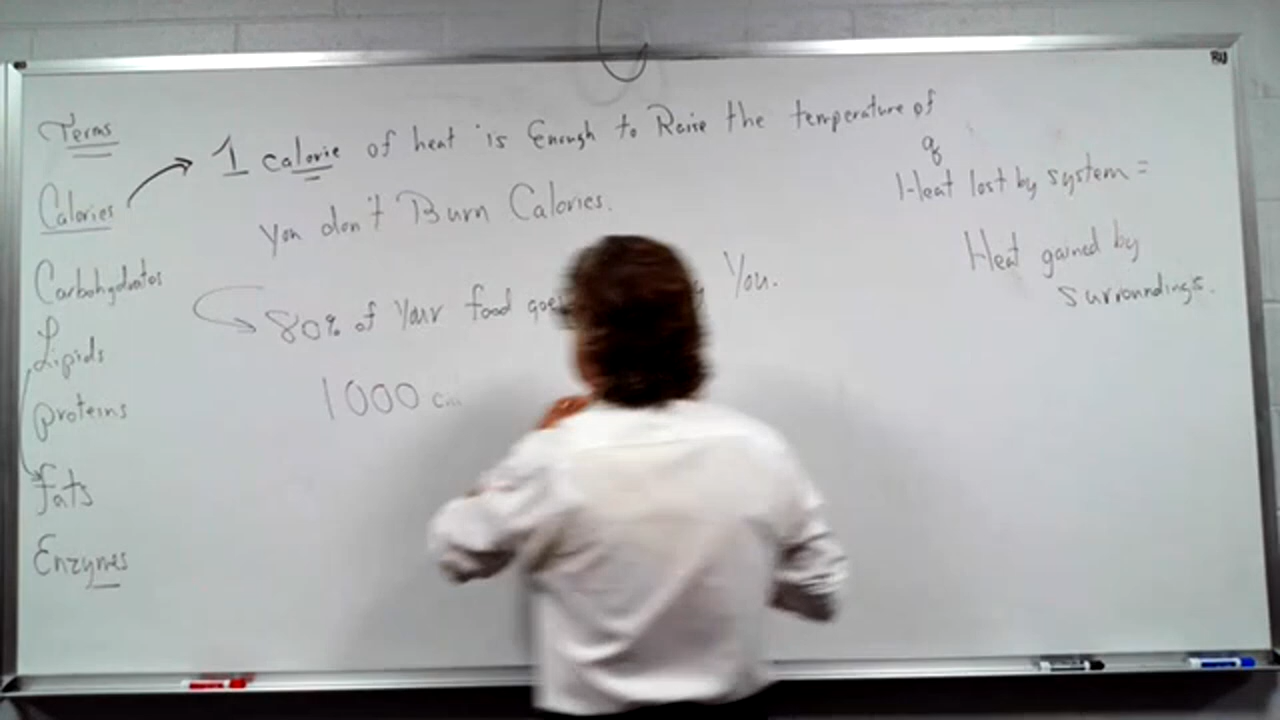 Terms
Calories
Carbohydrates
Lipids
Proteins
Fats
Enzymes
1 calorie of heat is Enough to Raise the temperature of
You don't Burn Calories.
80% of Your food goes You.
1000
q
Heat lost by system =
Heat gained by
surroundings.
BU